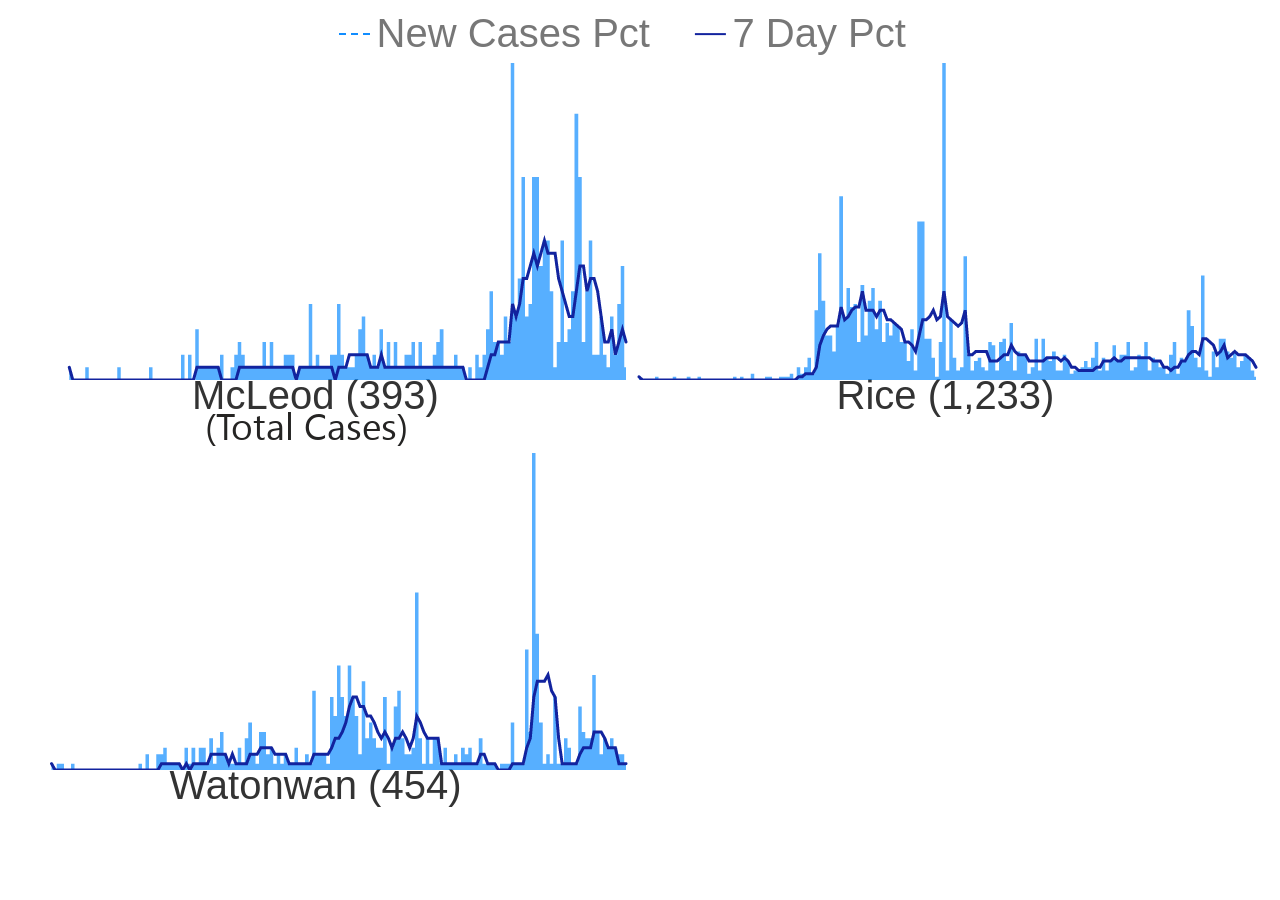 New Cases Pct 7 Day Pct
McLeod (393) Rice (1,233)
(Total Cases)
Watonwan (454)